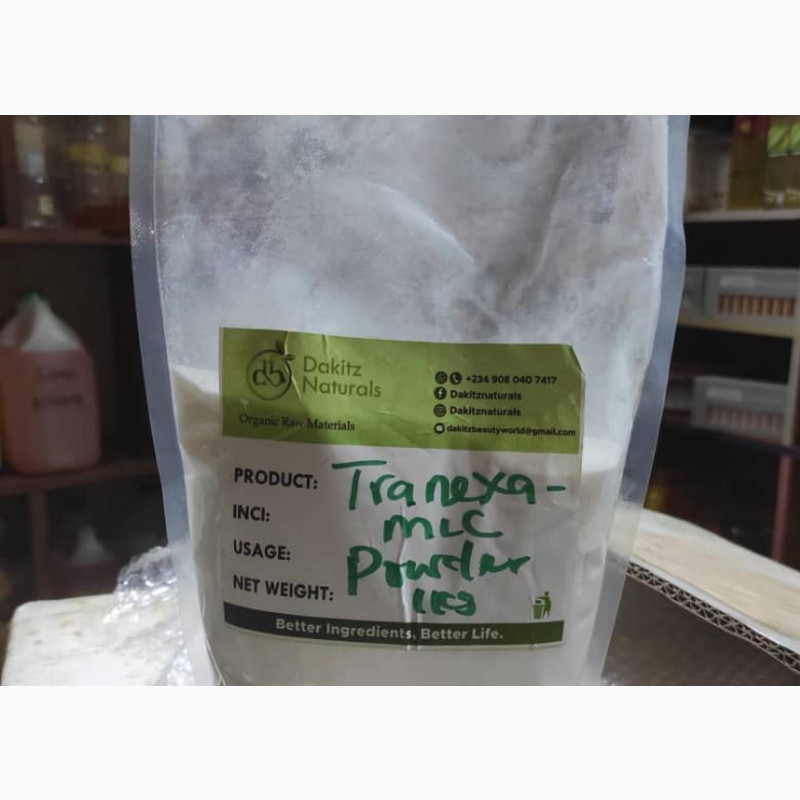 db
Dakitz
Naturals
Organic Raw Materials
+234 908 040 7417
Dakitznaturals
Dakitznaturals
dakitzbeautyworld@gmail.com
PRODUCT: Tranexa-
INCI: mic
USAGE: Powder
NET WEIGHT: 1kg
Better Ingredients, Better Life.